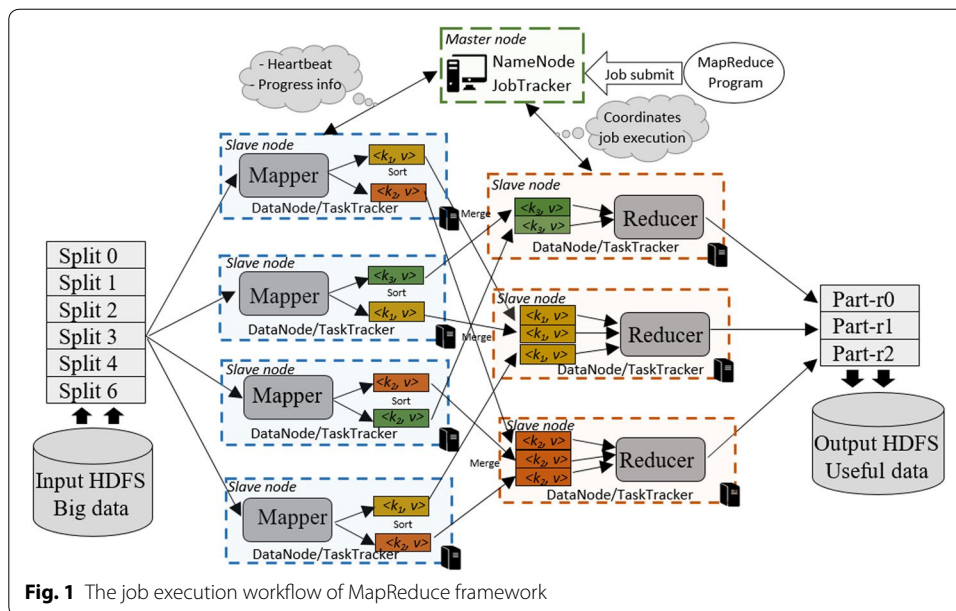 Master node
NameNode
JobTracker
Job submit
MapReduce
Program
- Heartbeat
- Progress info
Coordinates
job execution
Slave node
Mapper
<k1, v>
Sort
<k2, v>
DataNode/TaskTracker
Slave node
Mapper
<k3, v>
Sort
<k1, v>
DataNode/TaskTracker
Slave node
Mapper
<k2, v>
Sort
<k2, v>
DataNode/TaskTracker
Slave node
Mapper
<k1, v>
Sort
<k2, v>
DataNode/TaskTracker
Merge
Merge
Merge
Slave node
<k3, v>
<k3, v>
Reducer
DataNode/TaskTracker
Slave node
<k1, v>
<k1, v>
<k1, v>
Reducer
DataNode/TaskTracker
Slave node
<k2, v>
<k2, v>
<k2, v>
Reducer
DataNode/TaskTracker
Split 0
Split 1
Split 2
Split 3
Split 4
Split 6
Input HDFS
Big data
Part-r0
Part-r1
Part-r2
Output HDFS
Useful data
Fig. 1 The job execution workflow of MapReduce framework